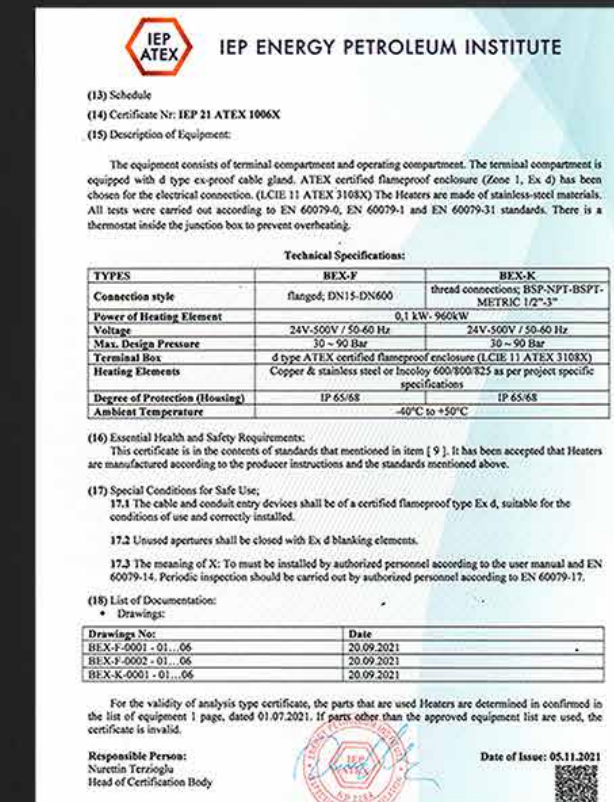 IEP
ATEX
IEP ENERGY PETROLEUM INSTITUTE
(13) Schedule
(14) Certificate Nr: IEP 21 ATEX 1006X
(15) Description of Equipment:
The equipment consists of terminal compartment and operating compartment. The terminal compartment is
equipped with d type ex-proof cable gland. ATEX certified flameproof enclosure (Zone 1, Ex d) has been
chosen for the electrical connection. (LCIE 11 ATEX 3108X) The Heaters are made of stainless-steel materials.
All tests were carried out according to EN 60079-0, EN 60079-1 and EN 60079-31 standards. There is a
thermostat inside the junction box to prevent overheating.
Technical Specifications:
TYPES BEX-F BEX-K
Connection style flanged; DN15-DN600 thread connections; BSP-NPT-BSPT-
METRIC 1/2"-3"
Power of Heating Element 0,1 kW- 960kW
Voltage 24V-500V / 50-60 Hz 24V-500V / 50-60 Hz
Max. Design Pressure 30 ~ 90 Bar 30 ~ 90 Bar
Terminal Box d type ATEX certified flameproof enclosure (LCIE 11 ATEX 3108X)
Heating Elements Copper & stainless steel or Incoloy 600/800/825 as per project specific
specifications
Degree of Protection (Housing) IP 65/68 IP 65/68
Ambient Temperature -40°C to +50°C
(16) Essential Health and Safety Requirements:
This certificate is in the contents of standards that mentioned in item [ 9 ]. It has been accepted that Heaters
are manufactured according to the producer instructions and the standards mentioned above.
(17) Special Conditions for Safe Use;
17.1 The cable and conduit entry devices shall be of a certified flameproof type Ex d, suitable for the
conditions of use and correctly installed.
17.2 Unused apertures shall be closed with Ex d blanking elements.
17.3 The meaning of X: To must be installed by authorized personnel according to the user manual and EN
60079-14. Periodic inspection should be carried out by authorized personnel according to EN 60079-17.
(18) List of Documentation:
• Drawings:
Drawings No: Date
BEX-F-0001 - 01...06 20.09.2021
BEX-F-0002 - 01...06 20.09.2021
BEX-K-0001 - 01...06 20.09.2021
For the validity of analysis type certificate, the parts that are used Heaters are determined in confirmed in
the list of equipment 1 page, dated 01.07.2021. If parts other than the approved equipment list are used, the
certificate is invalid.
Responsible Person:
Nurettin Terzioglu
Head of Certification Body
Date of Issue: 05.11.2021